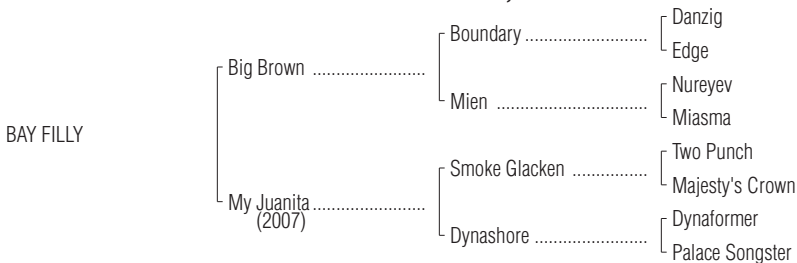 Danzig
Boundary ..........................
Edge
Big Brown ........................
Nureyev
Mien ................................
Miasma
BAY FILLY
Two Punch
Smoke Glacken ................
Majesty's Crown
My Juanita ........................
(2007)
Dynaformer
Dynashore ........................
Palace Songster